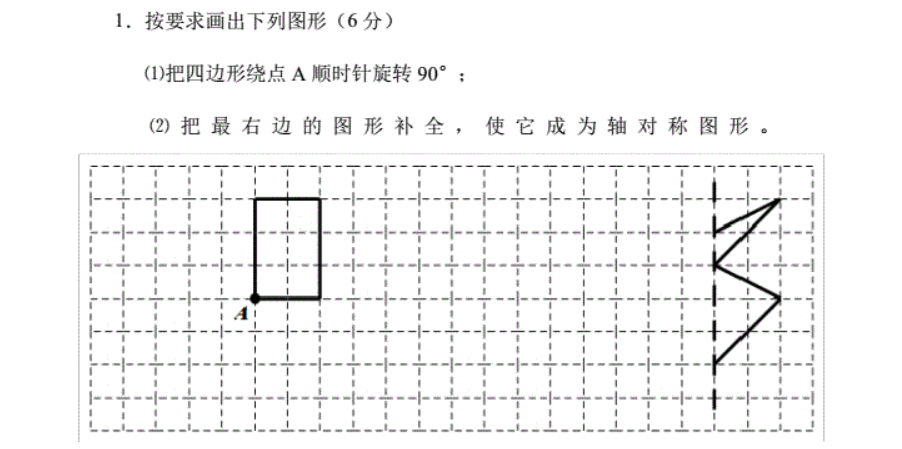 1．按要求画出下列图形（6 分）
⑴把四边形绕点 A 顺时针旋转 90°；
⑵ 把 最 右 边 的 图 形 补 全 ， 使 它 成 为 轴 对 称 图 形 。
A